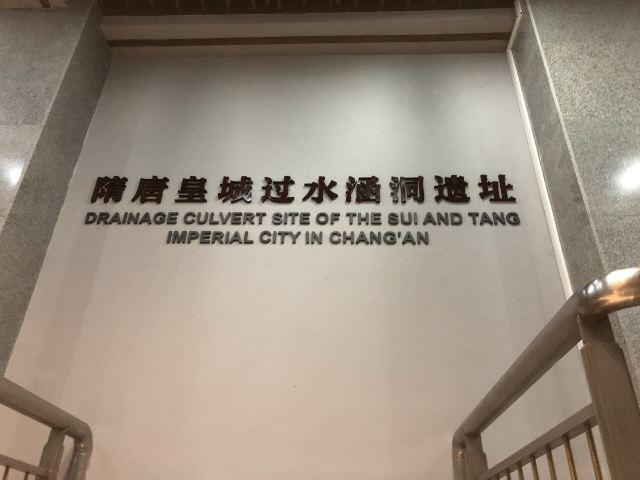 隋唐皇城过水涵洞遗址
DRAINAGE CULVERT SITE OF THE SUI AND TANG
IMPERIAL CITY IN CHANG'AN